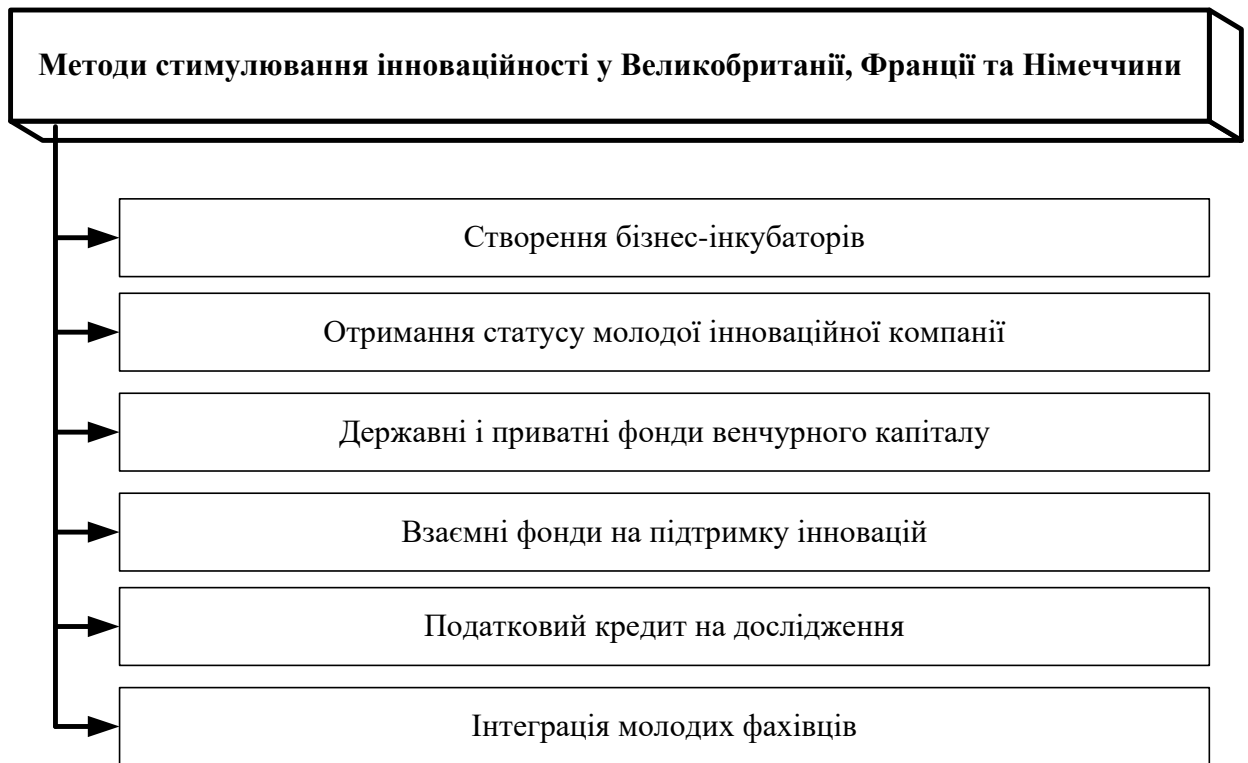 Методи стимулювання інноваційності у Великобританії, Франції та Німеччини
Створення бізнес-інкубаторів
Отримання статусу молодої інноваційної компанії
Державні і приватні фонди венчурного капіталу
Взаємні фонди на підтримку інновацій
Податковий кредит на дослідження
Інтеграція молодих фахівців